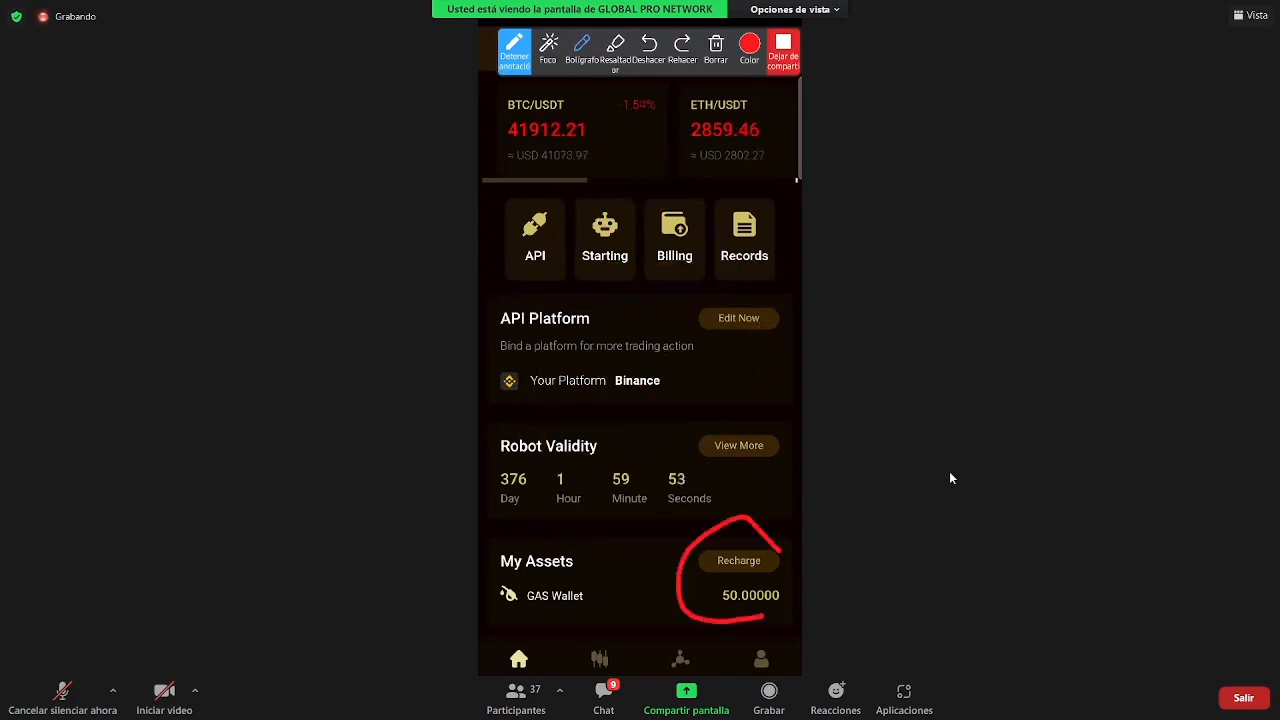 Grabando
Usted está viendo la pantalla de GLOBAL PRO NETWORK
Opciones de vista
Vista
Detener anotació
Foco
Bolígrafo
Resaltador
Deshacer
Rehacer
Borrar
Color
Dejar de comparti
BTC/USDT
ETH/USDT
41912.21
2859.46
≈ USD 41073.97
≈ USD 2802.27
API
Starting
Billing
Records
API Platform
Edit Now
Bind a platform for more trading action
Your Platform Binance
Robot Validity
View More
376
1
59
53
Day
Hour
Minute
Seconds
My Assets
Recharge
GAS Wallet
50.00000
37
9
Cancelar silenciar ahora
Iniciar video
Participantes
Chat
Compartir pantalla
Grabar
Reacciones
Aplicaciones
Salir